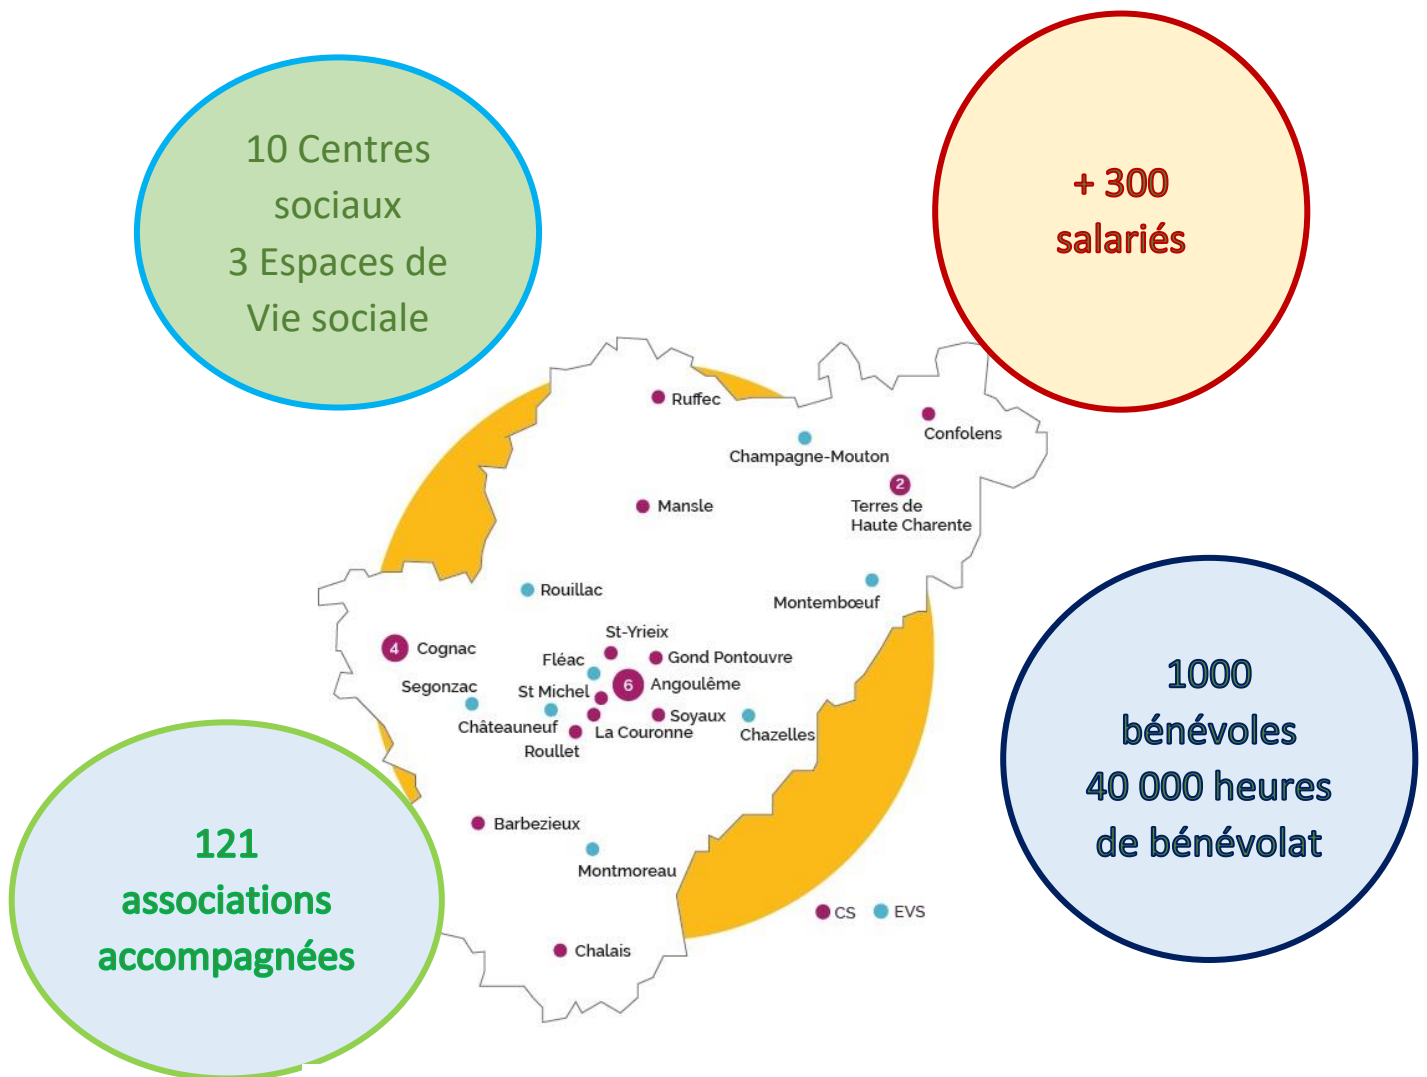 10 Centres
sociaux
3 Espaces de
Vie sociale
+ 300
salariés
Ruffec
Confolens
Champagne-Mouton
2
Mansle
Terres de
Haute Charente
Rouillac
Montembœuf
St-Yrieix
4
Cognac
Fléac
Gond Pontouvre
Segonzac
St Michel
6
Angoulême
Châteauneuf
Soyaux
La Couronne
Chazelles
Roullet
1000
bénévoles
40 000 heures
de bénévolat
Barbezieux
121
associations
accompagnées
Montmoreau
CS
EVS
Chalais